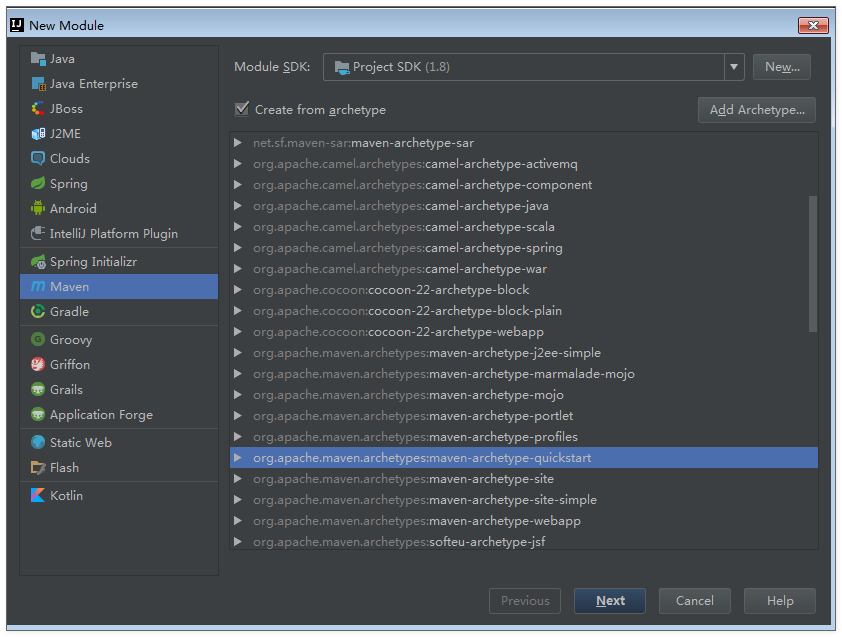 New Module
Java
Java Enterprise
JBoss
J2ME
Clouds
Spring
Android
IntelliJ Platform Plugin
Spring Initializr
Maven
Gradle
Groovy
Griffon
Grails
Application Forge
Static Web
Flash
Kotlin
Module SDK: Project SDK (1.8) New...
Create from archetype Add Archetype...
net.sf.maven-sar:maven-archetype-sar
org.apache.camel.archetypes:camel-archetype-activemq
org.apache.camel.archetypes:camel-archetype-component
org.apache.camel.archetypes:camel-archetype-java
org.apache.camel.archetypes:camel-archetype-scala
org.apache.camel.archetypes:camel-archetype-spring
org.apache.camel.archetypes:camel-archetype-war
org.apache.cocoon:cocoon-22-archetype-block
org.apache.cocoon:cocoon-22-archetype-block-plain
org.apache.cocoon:cocoon-22-archetype-webapp
org.apache.maven.archetypes:maven-archetype-j2ee-simple
org.apache.maven.archetypes:maven-archetype-marmalade-mojo
org.apache.maven.archetypes:maven-archetype-mojo
org.apache.maven.archetypes:maven-archetype-portlet
org.apache.maven.archetypes:maven-archetype-profiles
org.apache.maven.archetypes:maven-archetype-quickstart
org.apache.maven.archetypes:maven-archetype-site
org.apache.maven.archetypes:maven-archetype-site-simple
org.apache.maven.archetypes:maven-archetype-webapp
org.apache.maven.archetypes:softeu-archetype-jsf
Previous Next Cancel Help